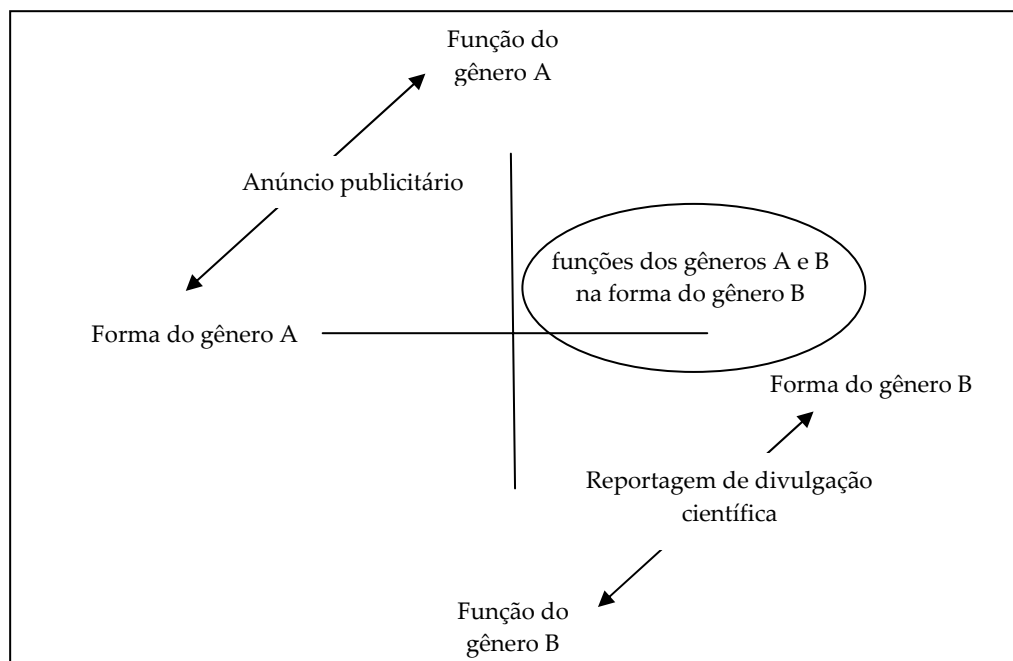 Função do
gênero A
Anúncio publicitário
funções dos gêneros A e B
na forma do gênero B
Forma do gênero A
Forma do gênero B
Reportagem de divulgação
científica
Função do
gênero B